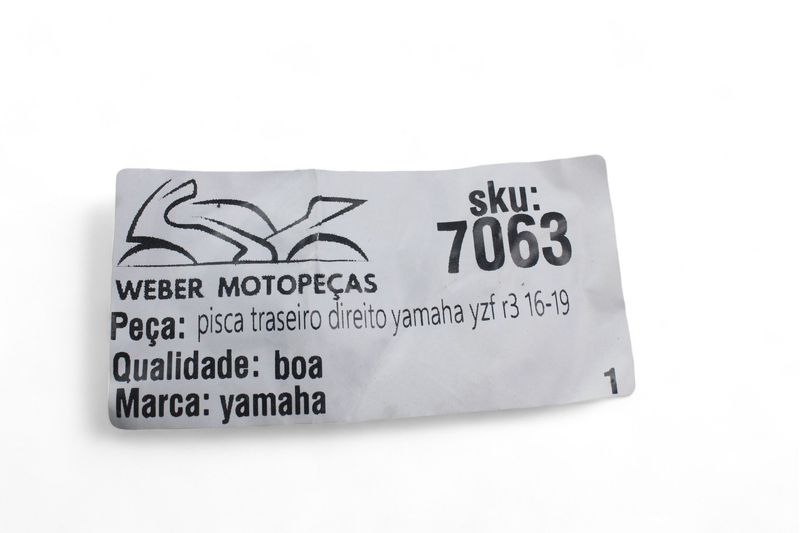 sku:
7063
WEBER MOTOPEÇAS
Peça: pisca traseiro direito yamaha yzf r3 16-19
Qualidade: boa
Marca: yamaha
1